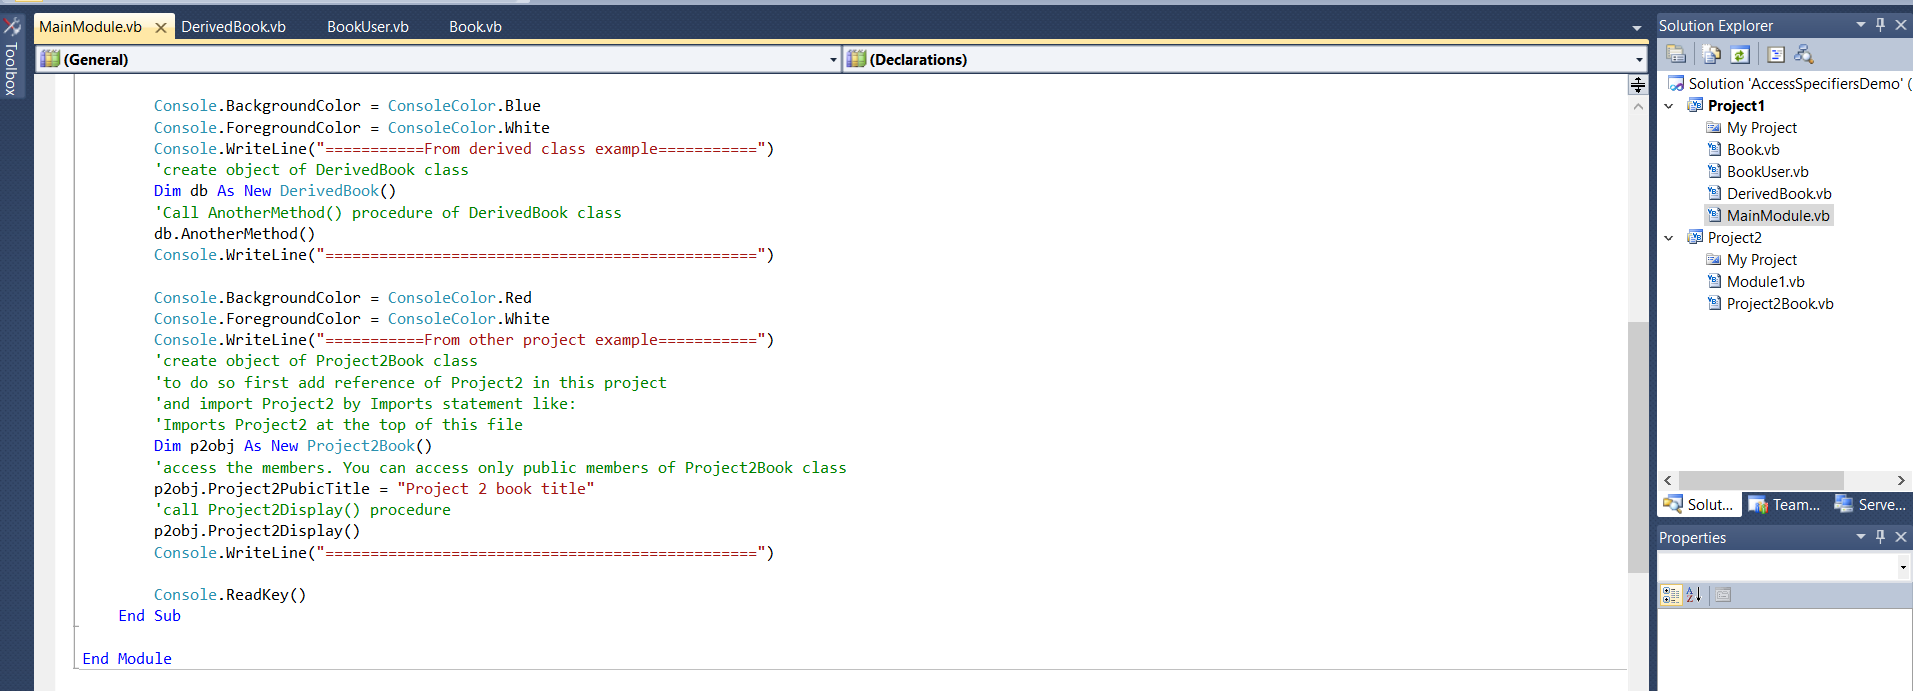 MainModule.vb
DerivedBook.vb
BookUser.vb
Book.vb
Toolbox
(General)
(Declarations)
Console.BackgroundColor = ConsoleColor.Blue
Console.ForegroundColor = ConsoleColor.White
Console.WriteLine("===========From derived class example===========")
'create object of DerivedBook class
Dim db As New DerivedBook()
'Call AnotherMethod() procedure of DerivedBook class
db.AnotherMethod()
Console.WriteLine("================================================")
Console.BackgroundColor = ConsoleColor.Red
Console.ForegroundColor = ConsoleColor.White
Console.WriteLine("===========From other project example===========")
'create object of Project2Book class
'to do so first add reference of Project2 in this project
'and import Project2 by Imports statement like:
'Imports Project2 at the top of this file
Dim p2obj As New Project2Book()
'access the members. You can access only public members of Project2Book class
p2obj.Project2PubicTitle = "Project 2 book title"
'call Project2Display() procedure
p2obj.Project2Display()
Console.WriteLine("================================================")
Console.ReadKey()
End Sub
End Module
Solution Explorer
Solution 'AccessSpecifiersDemo' (
Project1
My Project
Book.vb
BookUser.vb
DerivedBook.vb
MainModule.vb
Project2
My Project
Module1.vb
Project2Book.vb
Solut...
Team...
Serve...
Properties